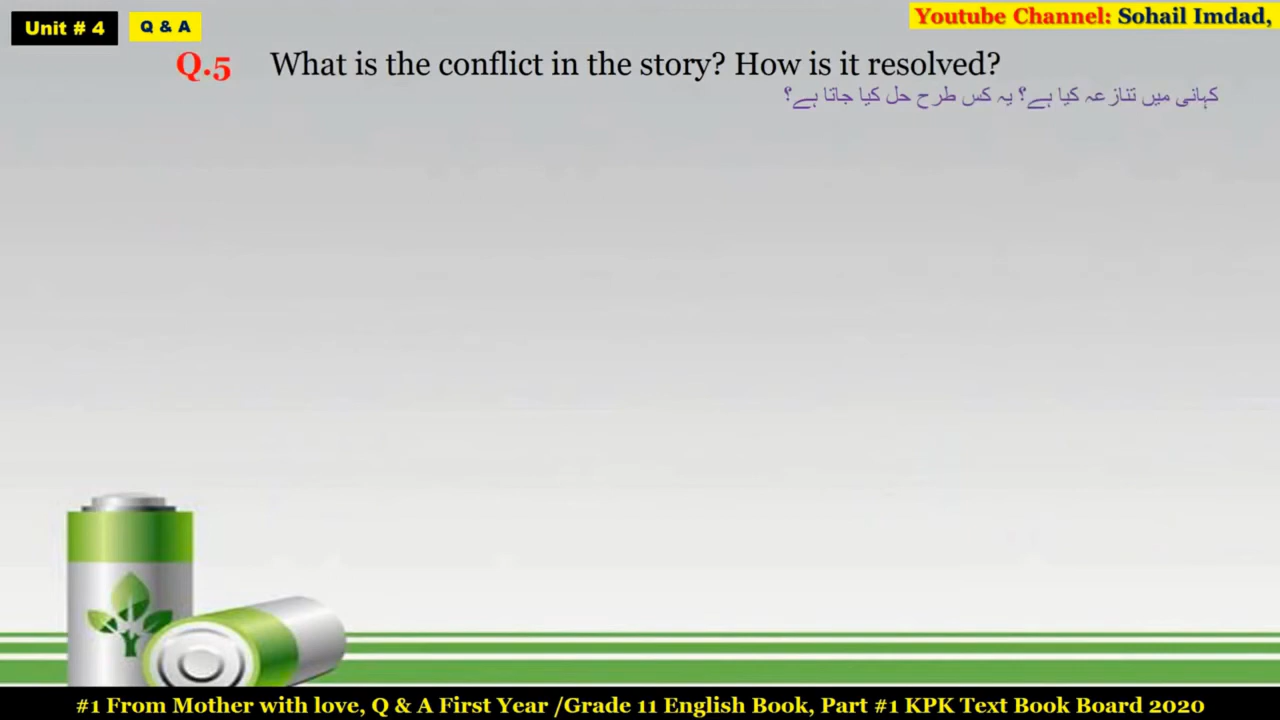 Unit # 4
Q & A
Youtube Channel: Sohail Imdad,
Q.5 What is the conflict in the story? How is it resolved?
کہانی میں تنازعہ کیا ہے؟ یہ کس طرح حل کیا جاتا ہے؟
#1 From Mother with love, Q & A First Year /Grade 11 English Book, Part #1 KPK Text Book Board 2020